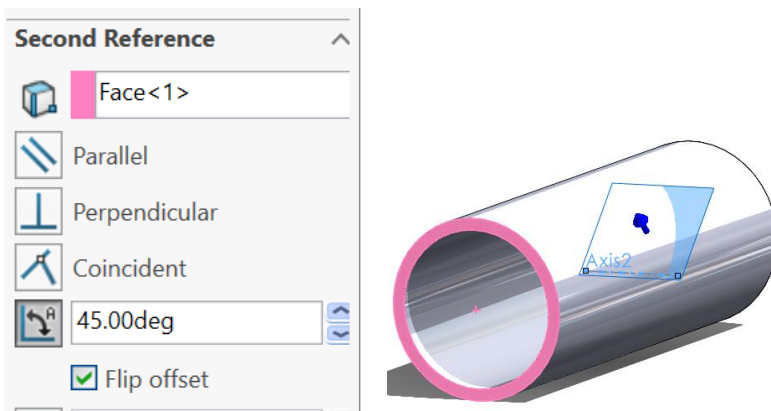 Second Reference
Face<1>
Parallel
Perpendicular
Coincident
A
45.00deg
Flip offset
Axis2